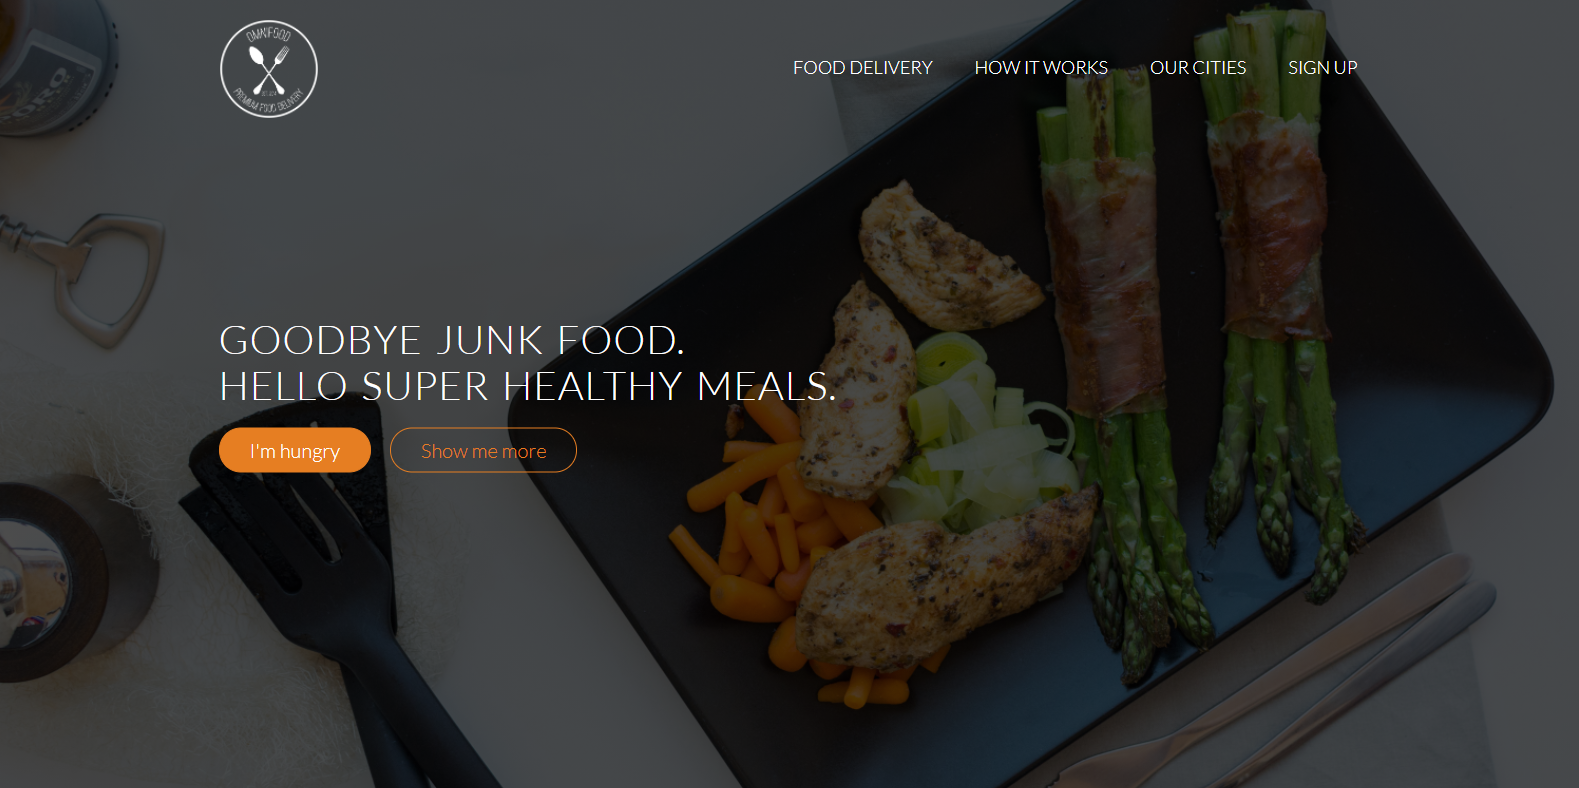 OMNIFOOD
PREMIUM FOOD DELIVERY
FOOD DELIVERY
HOW IT WORKS
OUR CITIES
SIGN UP
GOODBYE JUNK FOOD.
HELLO SUPER HEALTHY MEALS.
I'm hungry
Show me more